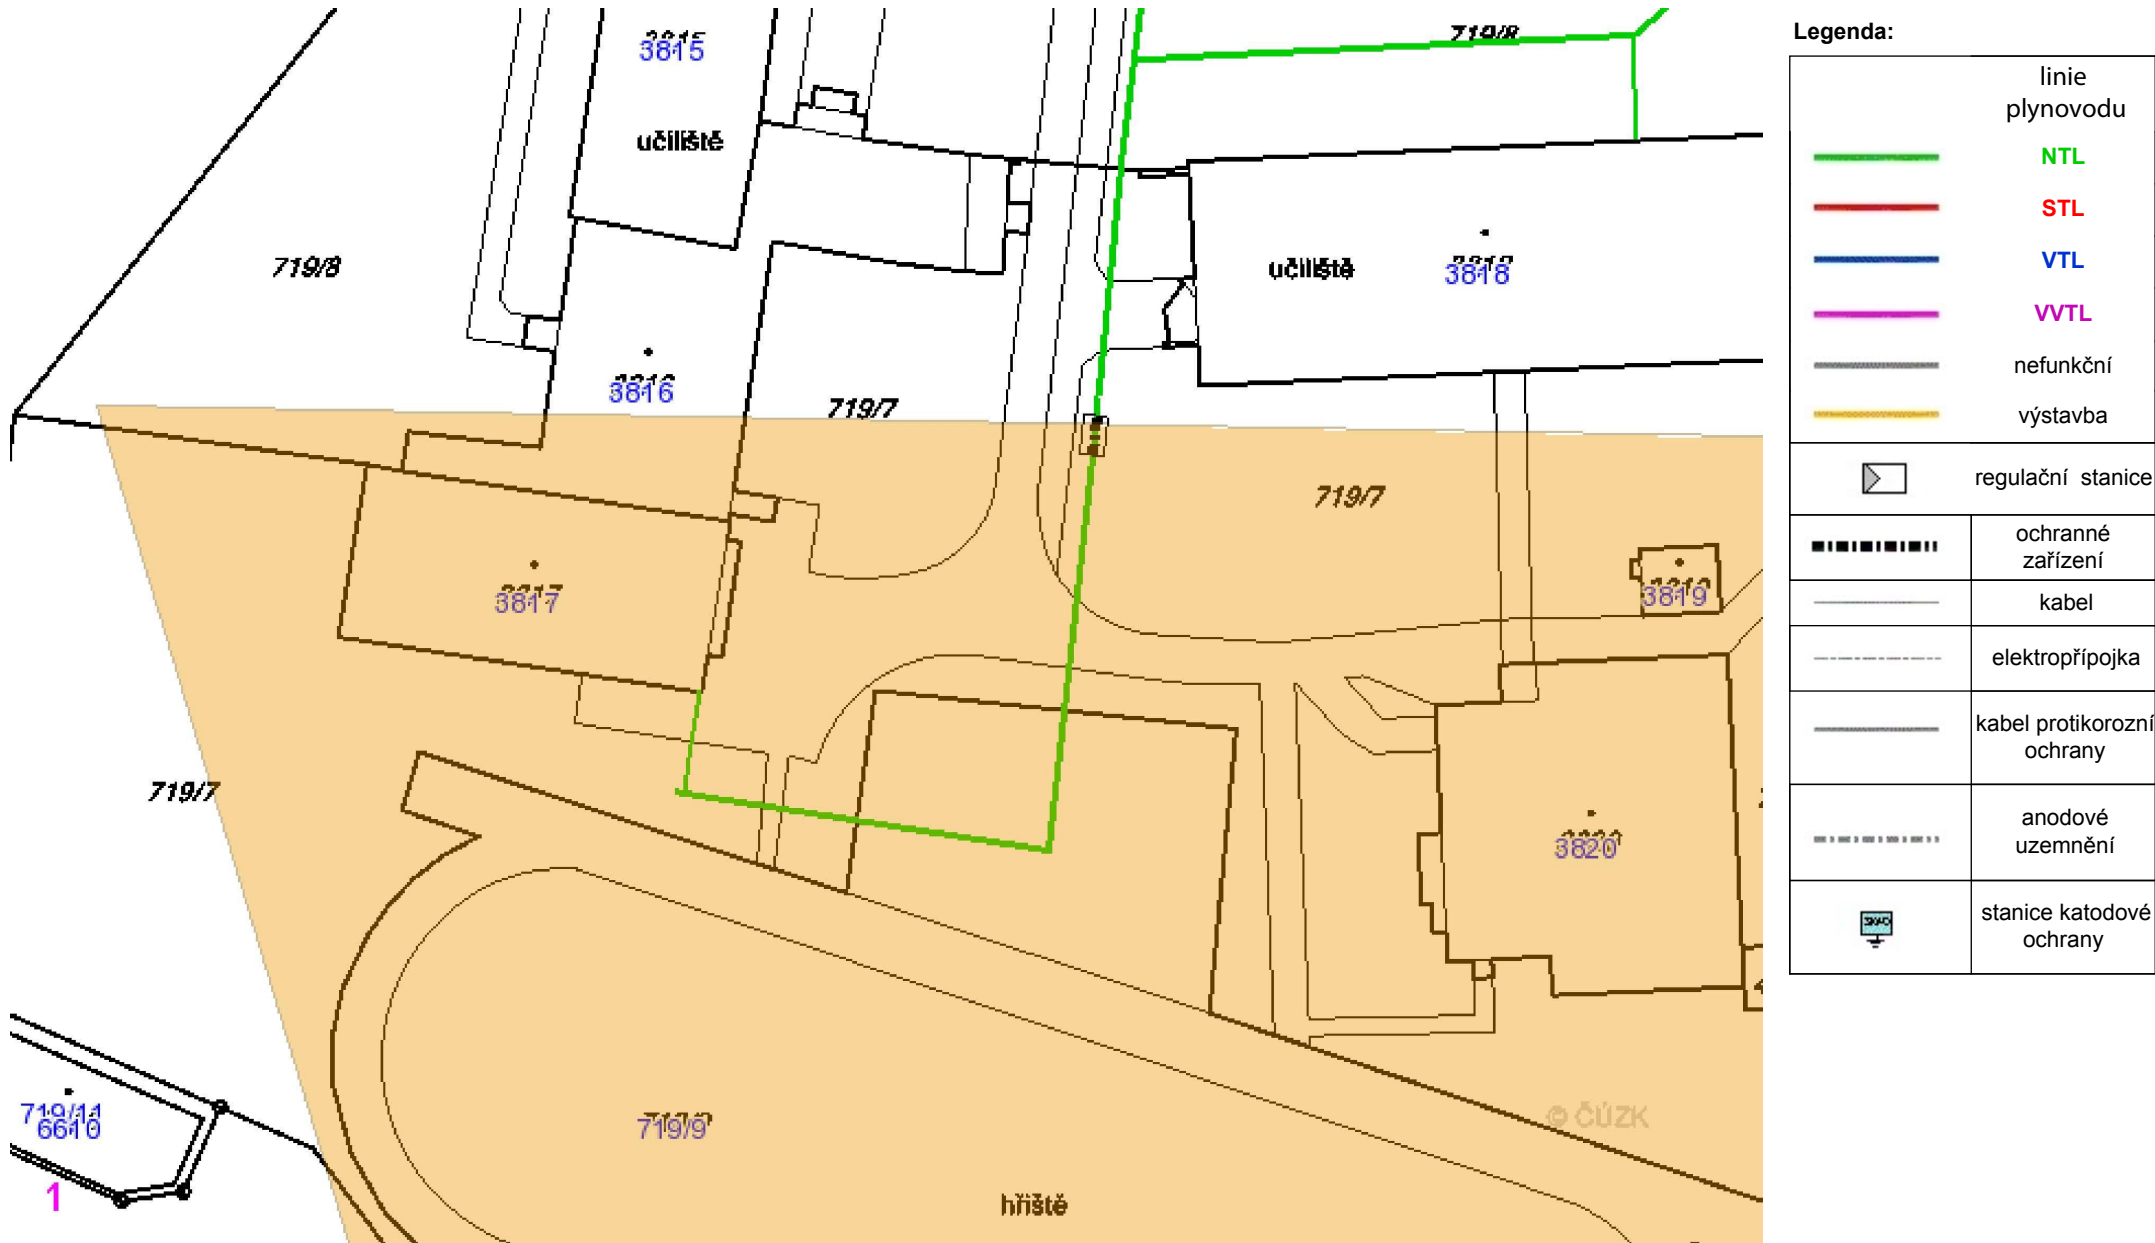 3815
719/8
Legenda:
linie
plynovodu
učiliště
NTL
STL
719/8
učiliště
3818
VTL
VVTL
3816
719/7
nefunkční
výstavba
719/7
regulační stanice
3817
3819
ochranné
zařízení
kabel
elektropřípojka
kabel protikorozní
ochrany
719/7
3820
anodové
uzemnění
SKAO
stanice katodové
ochrany
719/11
6610
719/9
© ČÚZK
1
hřiště